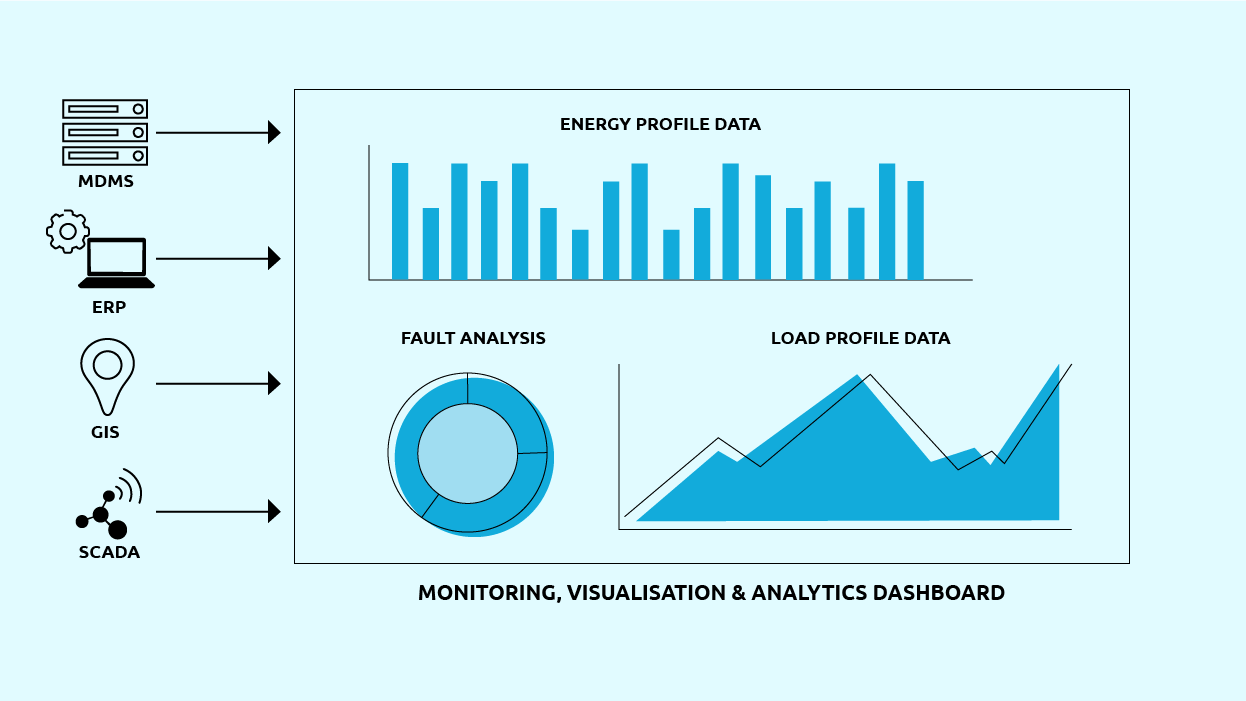 MDMS
ERP
GIS
SCADA
ENERGY PROFILE DATA
FAULT ANALYSIS
LOAD PROFILE DATA
MONITORING, VISUALISATION & ANALYTICS DASHBOARD